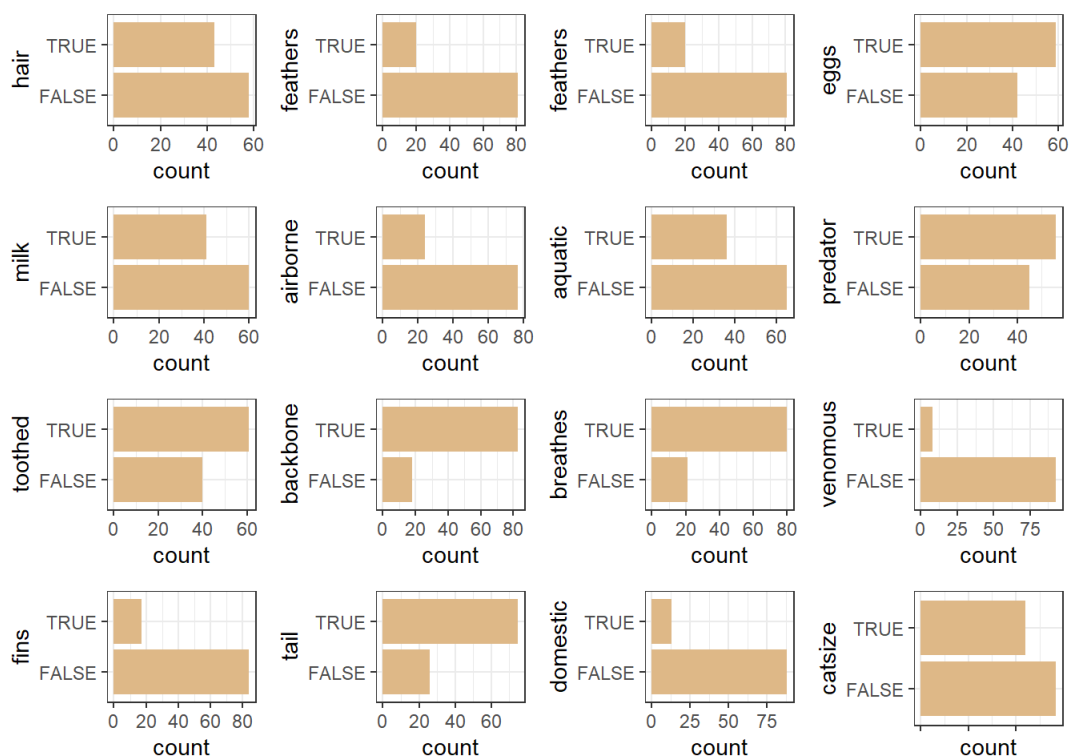 hair
TRUE
FALSE
0 20 40 60
count
feathers
TRUE
FALSE
0 20 40 60 80
count
feathers
TRUE
FALSE
0 20 40 60 80
count
eggs
TRUE
FALSE
0 20 40 60
count
milk
TRUE
FALSE
0 20 40 60
count
airborne
TRUE
FALSE
0 20 40 60 80
count
aquatic
TRUE
FALSE
0 20 40 60
count
predator
TRUE
FALSE
0 20 40
count
toothed
TRUE
FALSE
0 20 40 60
count
backbone
TRUE
FALSE
0 20 40 60 80
count
breathes
TRUE
FALSE
0 20 40 60 80
count
venomous
TRUE
FALSE
0 25 50 75
count
fins
TRUE
FALSE
0 20 40 60 80
count
tail
TRUE
FALSE
0 20 40 60
count
domestic
TRUE
FALSE
0 25 50 75
count
catsize
TRUE
FALSE
count